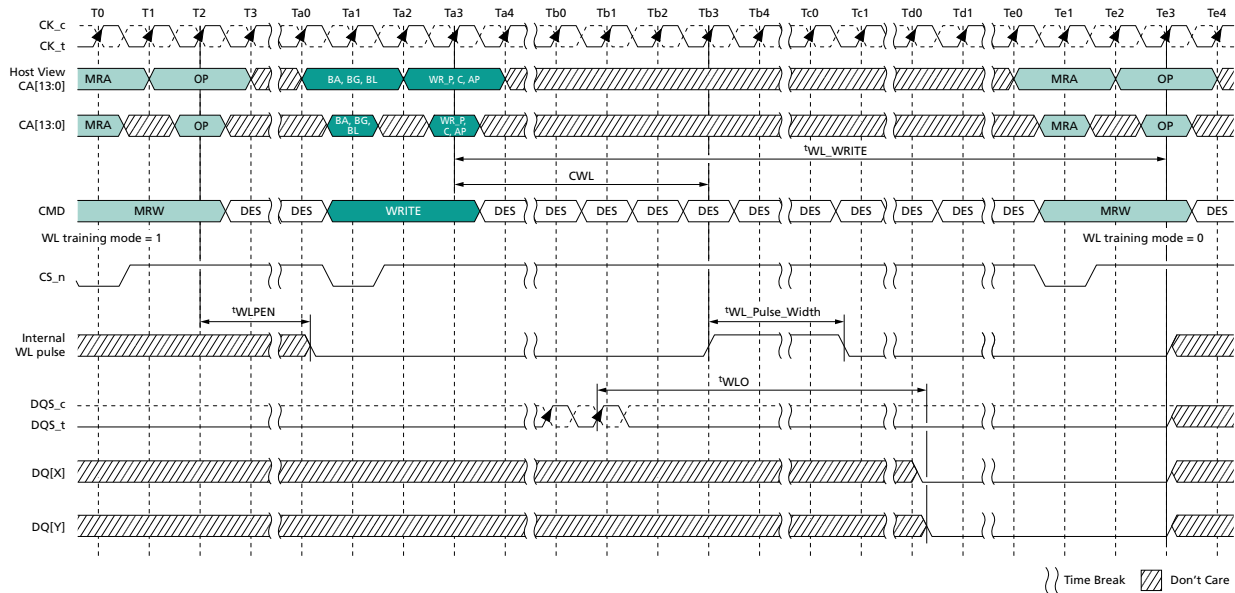 T0 T1 T2 T3 Ta0 Ta1 Ta2 Ta3 Ta4 Tb0 Tb1 Tb2 Tb3 Tb4 Tc0 Tc1 Td0 Td1 Te0 Te1 Te2 Te3 Te4
CK_c
CK_t
Host View
CA[13:0]
MRA OP BA, BG, BL WR_P, C, AP MRA OP
CA[13:0] MRA OP BA, BG, BL WR_P, C, AP MRA OP
tWL_WRITE
CWL
CMD MRW DES DES WRITE DES DES DES DES DES DES DES DES DES DES DES MRW DES
WL training mode = 1 WL training mode = 0
CS_n
tWLPEN tWL_Pulse_Width
Internal
WL pulse
tWLO
DQS_c
DQS_t
DQ[X]
DQ[Y]
Time Break Don't Care